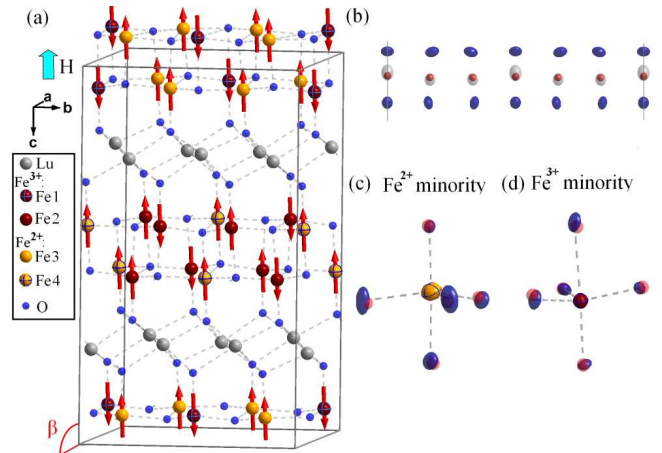 (a)
H
a
b
c
Lu
Fe³⁺:
Fe1
Fe2
Fe²⁺:
Fe3
Fe4
O
β
(b)
(c) Fe²⁺ minority
(d) Fe³⁺ minority